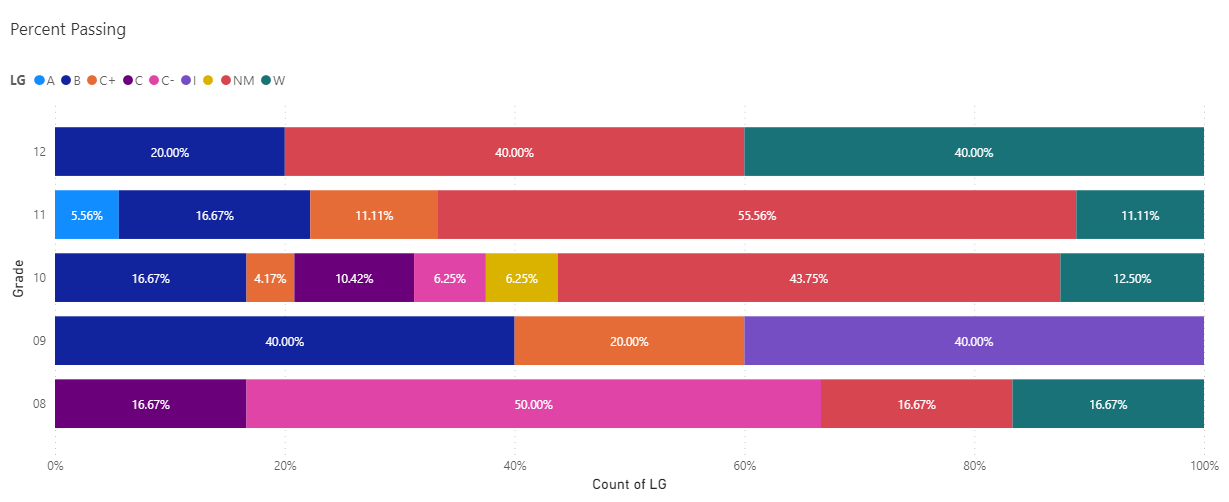 Percent Passing
LG A B C+ C C- I NM W
12 20.00% 40.00% 40.00%
11 5.56% 16.67% 11.11% 55.56% 11.11%
10 16.67% 4.17% 10.42% 6.25% 6.25% 43.75% 12.50%
Grade
09 40.00% 20.00% 40.00%
08 16.67% 50.00% 16.67% 16.67%
0% 20% 40% 60% 80% 100%
Count of LG